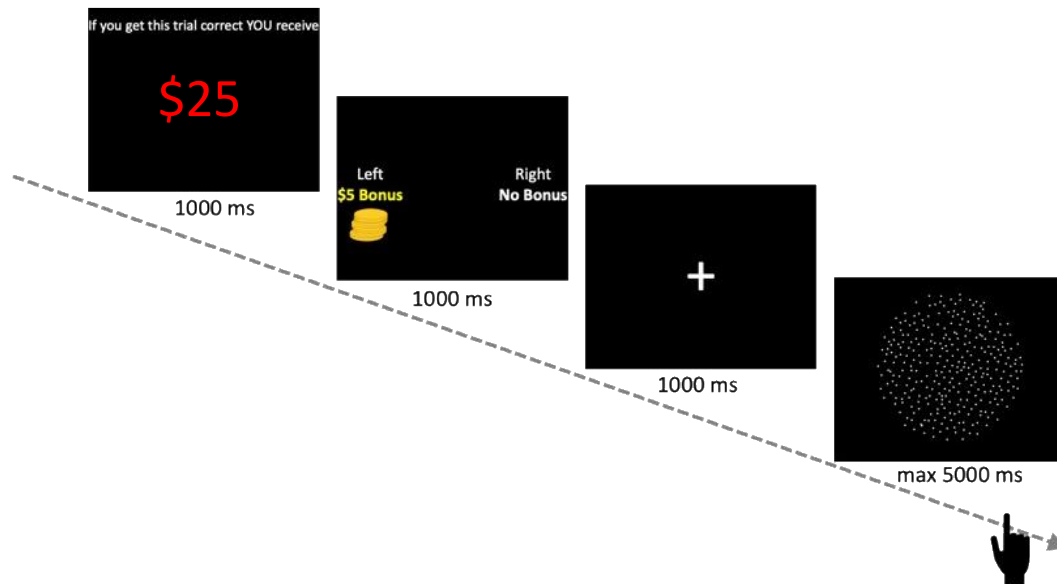 If you get this trial correct YOU receive
$25
1000 ms
Left Right
$5 Bonus No Bonus
1000 ms
1000 ms
max 5000 ms